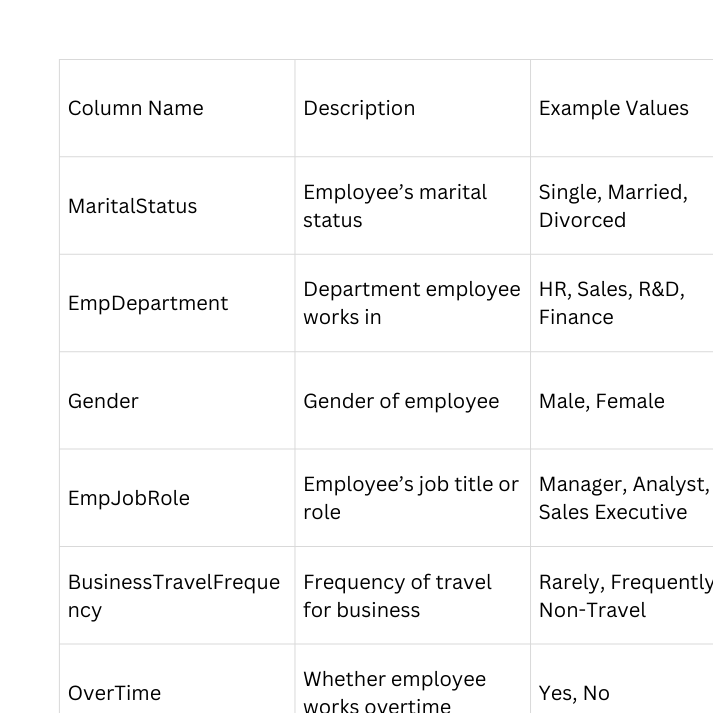 Column Name
Description
Example Values
MaritalStatus
Employee’s marital
status
Single, Married,
Divorced
EmpDepartment
Department employee
works in
HR, Sales, R&D,
Finance
Gender
Gender of employee
Male, Female
EmpJobRole
Employee’s job title or
role
Manager, Analyst,
Sales Executive
BusinessTravelFreque
ncy
Frequency of travel
for business
Rarely, Frequently
Non-Travel
OverTime
Whether employee
works overtime
Yes, No